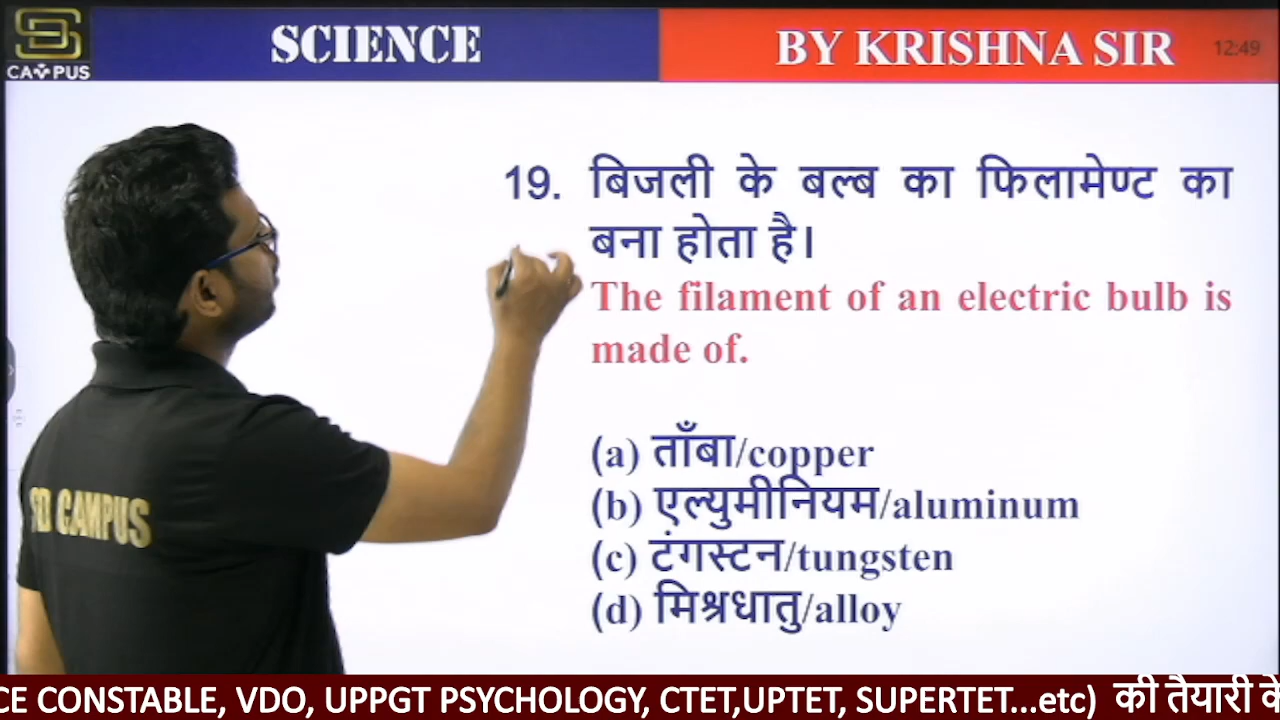 SD
CAMPUS
SCIENCE
BY KRISHNA SIR
12:49
19. बिजली के बल्ब का फिलामेण्ट का
बना होता है।
The filament of an electric bulb is
made of.
(a) ताँबा/copper
(b) एल्युमीनियम/aluminum
(c) टंगस्टन/tungsten
(d) मिश्रधातु/alloy
SD CAMPUS
CE CONSTABLE, VDO, UPPGT PSYCHOLOGY, CTET,UPTET, SUPERTET...etc) की तैयारी के